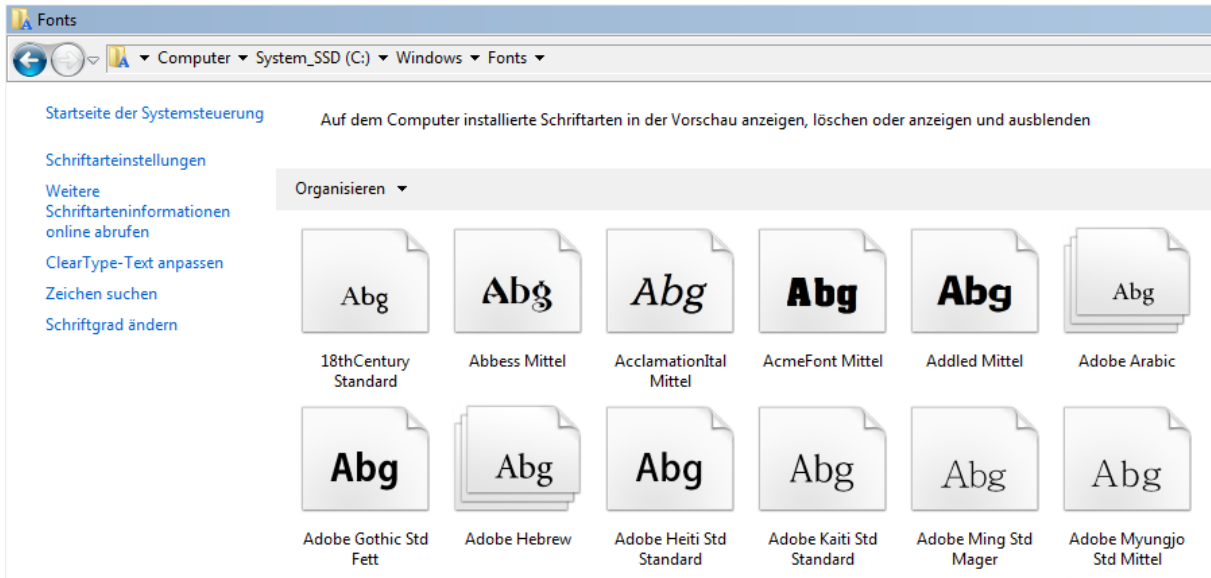 Fonts
Computer System_SSD (C:) Windows Fonts
Startseite der Systemsteuerung
Schriftarteinstellungen
Weitere
Schriftarteninformationen
online abrufen
ClearType-Text anpassen
Zeichen suchen
Schriftgrad ändern
Auf dem Computer installierte Schriftarten in der Vorschau anzeigen, löschen oder anzeigen und ausblenden
Organisieren
Abg Abg Abg Abg Abg Abg
18thCentury Abbess Mittel AcclamationItal AcmeFont Mittel Addled Mittel Adobe Arabic
Standard Mittel
Abg Abg Abg Abg Abg Abg
Adobe Gothic Std Adobe Hebrew Adobe Heiti Std Adobe Kaiti Std Adobe Ming Std Adobe Myungjo
Fett Standard Standard Mager Std Mittel